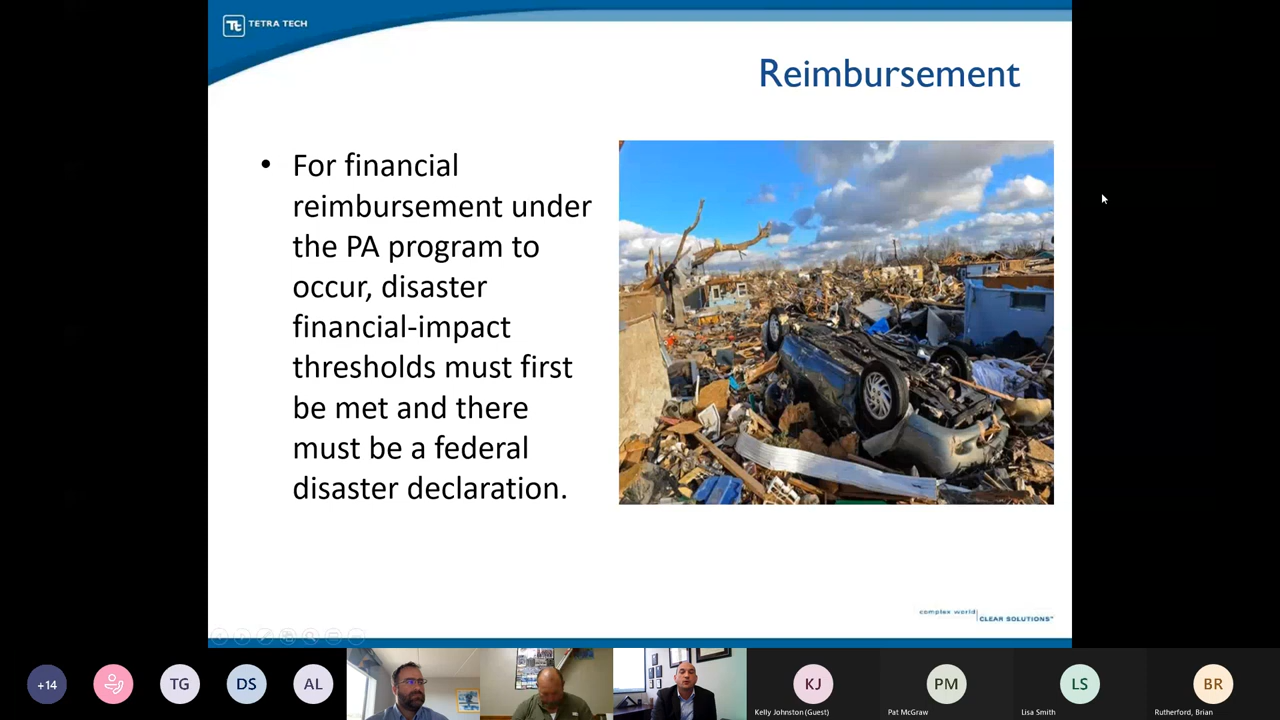 Tt TETRA TECH
Reimbursement
• For financial
reimbursement under
the PA program to
occur, disaster
financial-impact
thresholds must first
be met and there
must be a federal
disaster declaration.
complex world
CLEAR SOLUTIONS™
+14
TG
DS
AL
KJ
Kelly Johnston (Guest)
PM
Pat McGraw
LS
Lisa Smith
BR
Rutherford, Brian